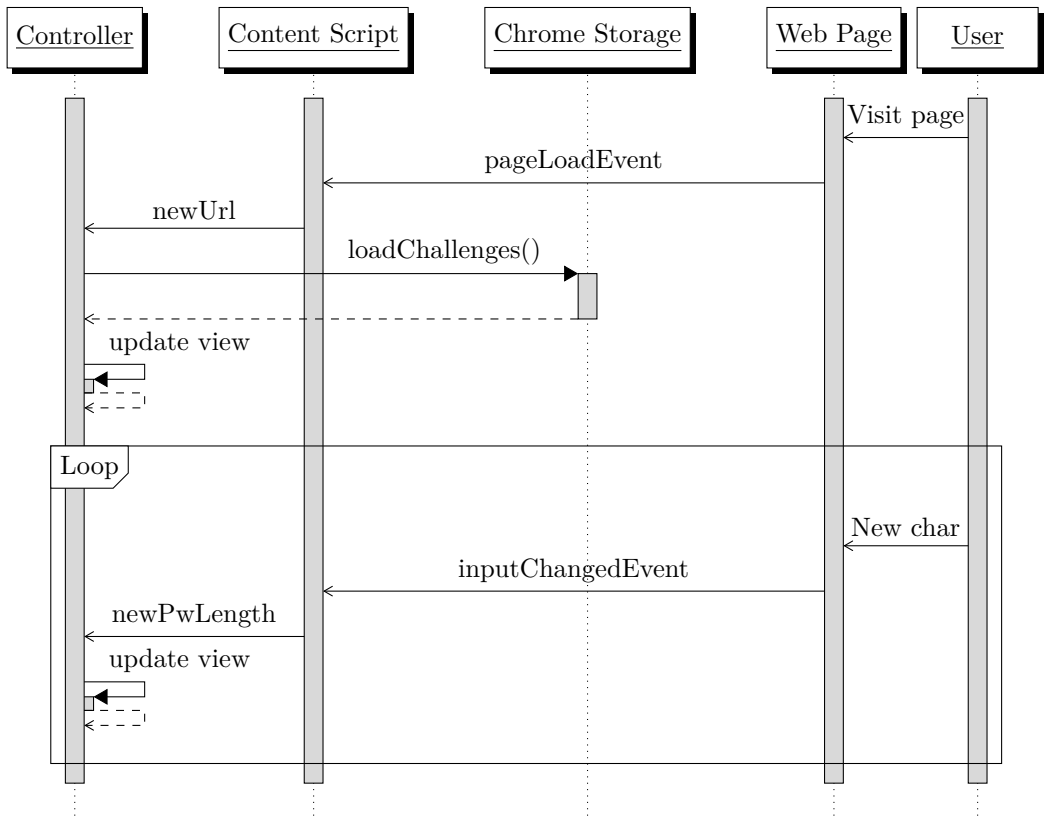 Controller
Content Script
Chrome Storage
Web Page
User
Visit page
pageLoadEvent
newUrl
loadChallenges()
update view
Loop
New char
inputChangedEvent
newPwLength
update view